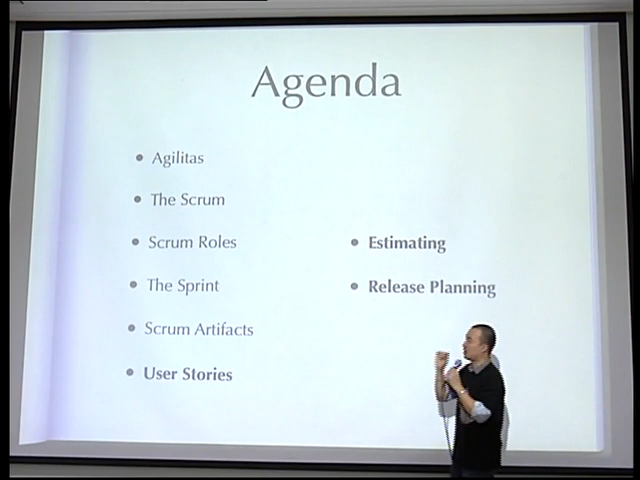 Agenda
• Agilitas
• The Scrum
• Scrum Roles
• The Sprint
• Scrum Artifacts
• User Stories
• Estimating
• Release Planning